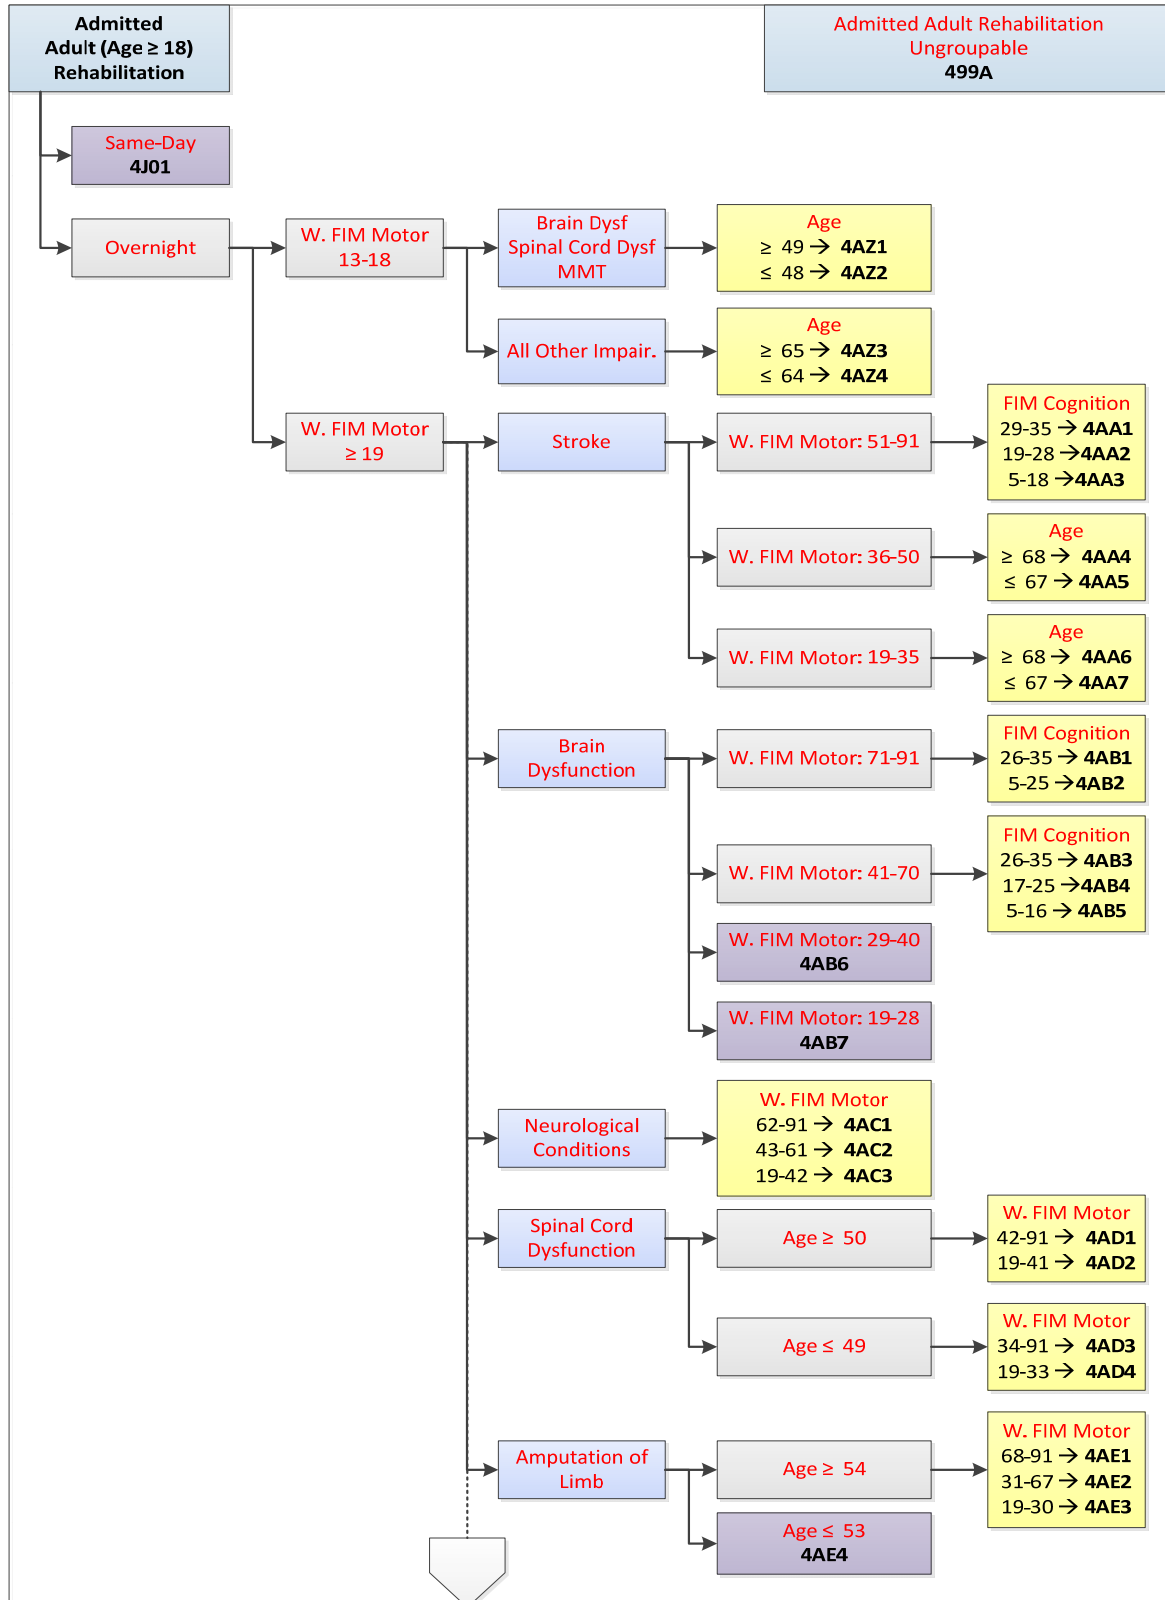 Admitted
Adult (Age ≥ 18)
Rehabilitation
Admitted Adult Rehabilitation
Ungroupable
499A
Same-Day
4J01
Overnight
W. FIM Motor
13-18
Brain Dysf
Spinal Cord Dysf
MMT
Age
≥ 49 → 4AZ1
≤ 48 → 4AZ2
All Other Impair.
Age
≥ 65 → 4AZ3
≤ 64 → 4AZ4
W. FIM Motor
≥ 19
Stroke
W. FIM Motor: 51-91
FIM Cognition
29-35 → 4AA1
19-28 → 4AA2
5-18 → 4AA3
W. FIM Motor: 36-50
Age
≥ 68 → 4AA4
≤ 67 → 4AA5
W. FIM Motor: 19-35
Age
≥ 68 → 4AA6
≤ 67 → 4AA7
Brain
Dysfunction
W. FIM Motor: 71-91
FIM Cognition
26-35 → 4AB1
5-25 → 4AB2
W. FIM Motor: 41-70
FIM Cognition
26-35 → 4AB3
17-25 → 4AB4
5-16 → 4AB5
W. FIM Motor: 29-40
4AB6
W. FIM Motor: 19-28
4AB7
Neurological
Conditions
W. FIM Motor
62-91 → 4AC1
43-61 → 4AC2
19-42 → 4AC3
Spinal Cord
Dysfunction
Age ≥ 50
W. FIM Motor
42-91 → 4AD1
19-41 → 4AD2
Age ≤ 49
W. FIM Motor
34-91 → 4AD3
19-33 → 4AD4
Amputation of
Limb
Age ≥ 54
W. FIM Motor
68-91 → 4AE1
31-67 → 4AE2
19-30 → 4AE3
Age ≤ 53
4AE4